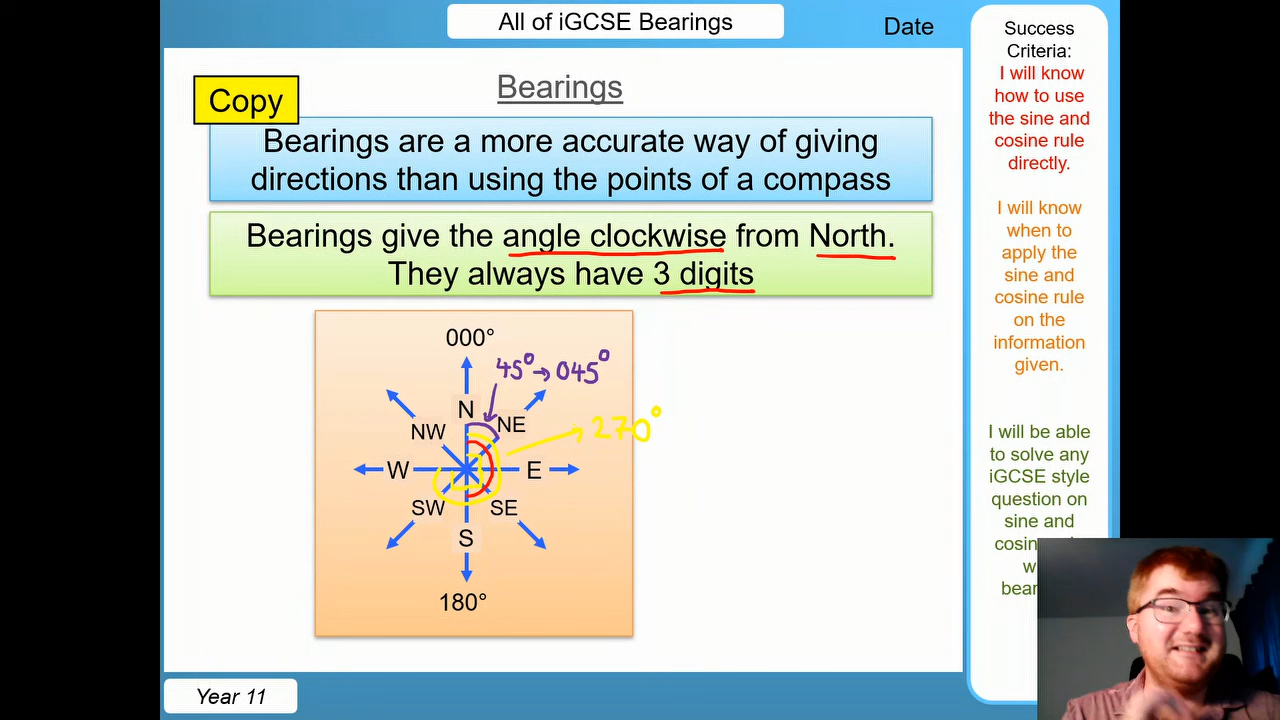 All of iGCSE Bearings
Date
Copy
Bearings
Bearings are a more accurate way of giving
directions than using the points of a compass
Bearings give the angle clockwise from North.
They always have 3 digits
000°
45° → 045°
N
NE
NW
270°
W
E
SW
SE
S
180°
Year 11
Success
Criteria:
I will know
how to use
the sine and
cosine rule
directly.
I will know
when to
apply the
sine and
cosine rule
on the
information
given.
I will be able
to solve any
iGCSE style
question on
sine and